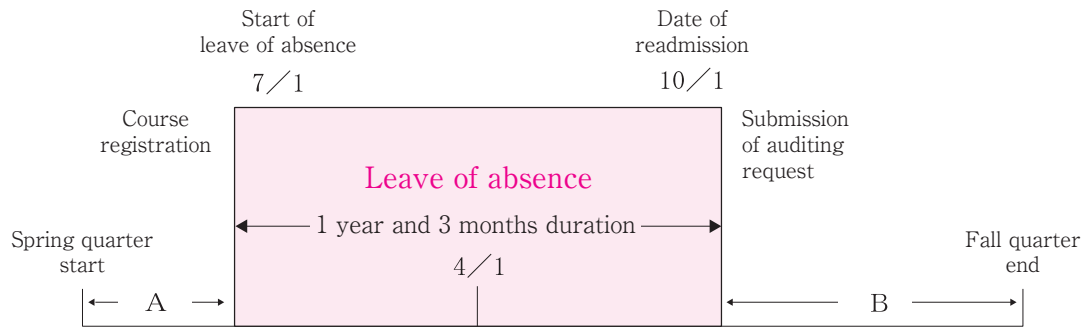 Start of
leave of absence
7／1
Date of
readmission
10／1
Course
registration
Submission
of auditing
request
Leave of absence
1 year and 3 months duration
Spring quarter
start
4／1
Fall quarter
end
A
B